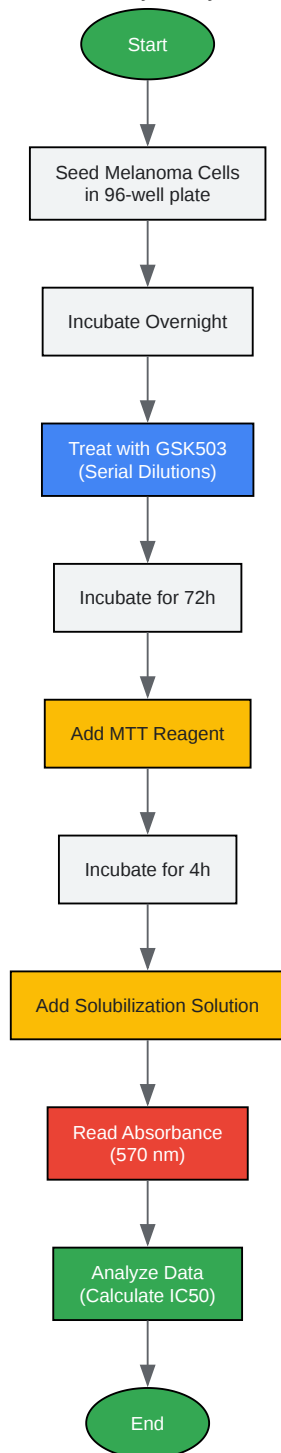 Start
Seed Melanoma Cells
in 96-well plate
Incubate Overnight
Treat with GSK503
(Serial Dilutions)
Incubate for 72h
Add MTT Reagent
Incubate for 4h
Add Solubilization Solution
Read Absorbance
(570 nm)
Analyze Data
(Calculate IC50)
End